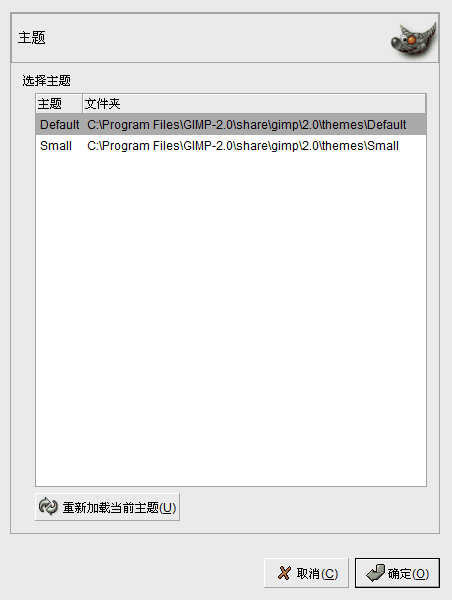 主题
选择主题
主题 文件夹
Default C:\Program Files\GIMP-2.0\share\gimp\2.0\themes\Default
Small C:\Program Files\GIMP-2.0\share\gimp\2.0\themes\Small
重新加载当前主题(U)
取消(C) 确定(O)